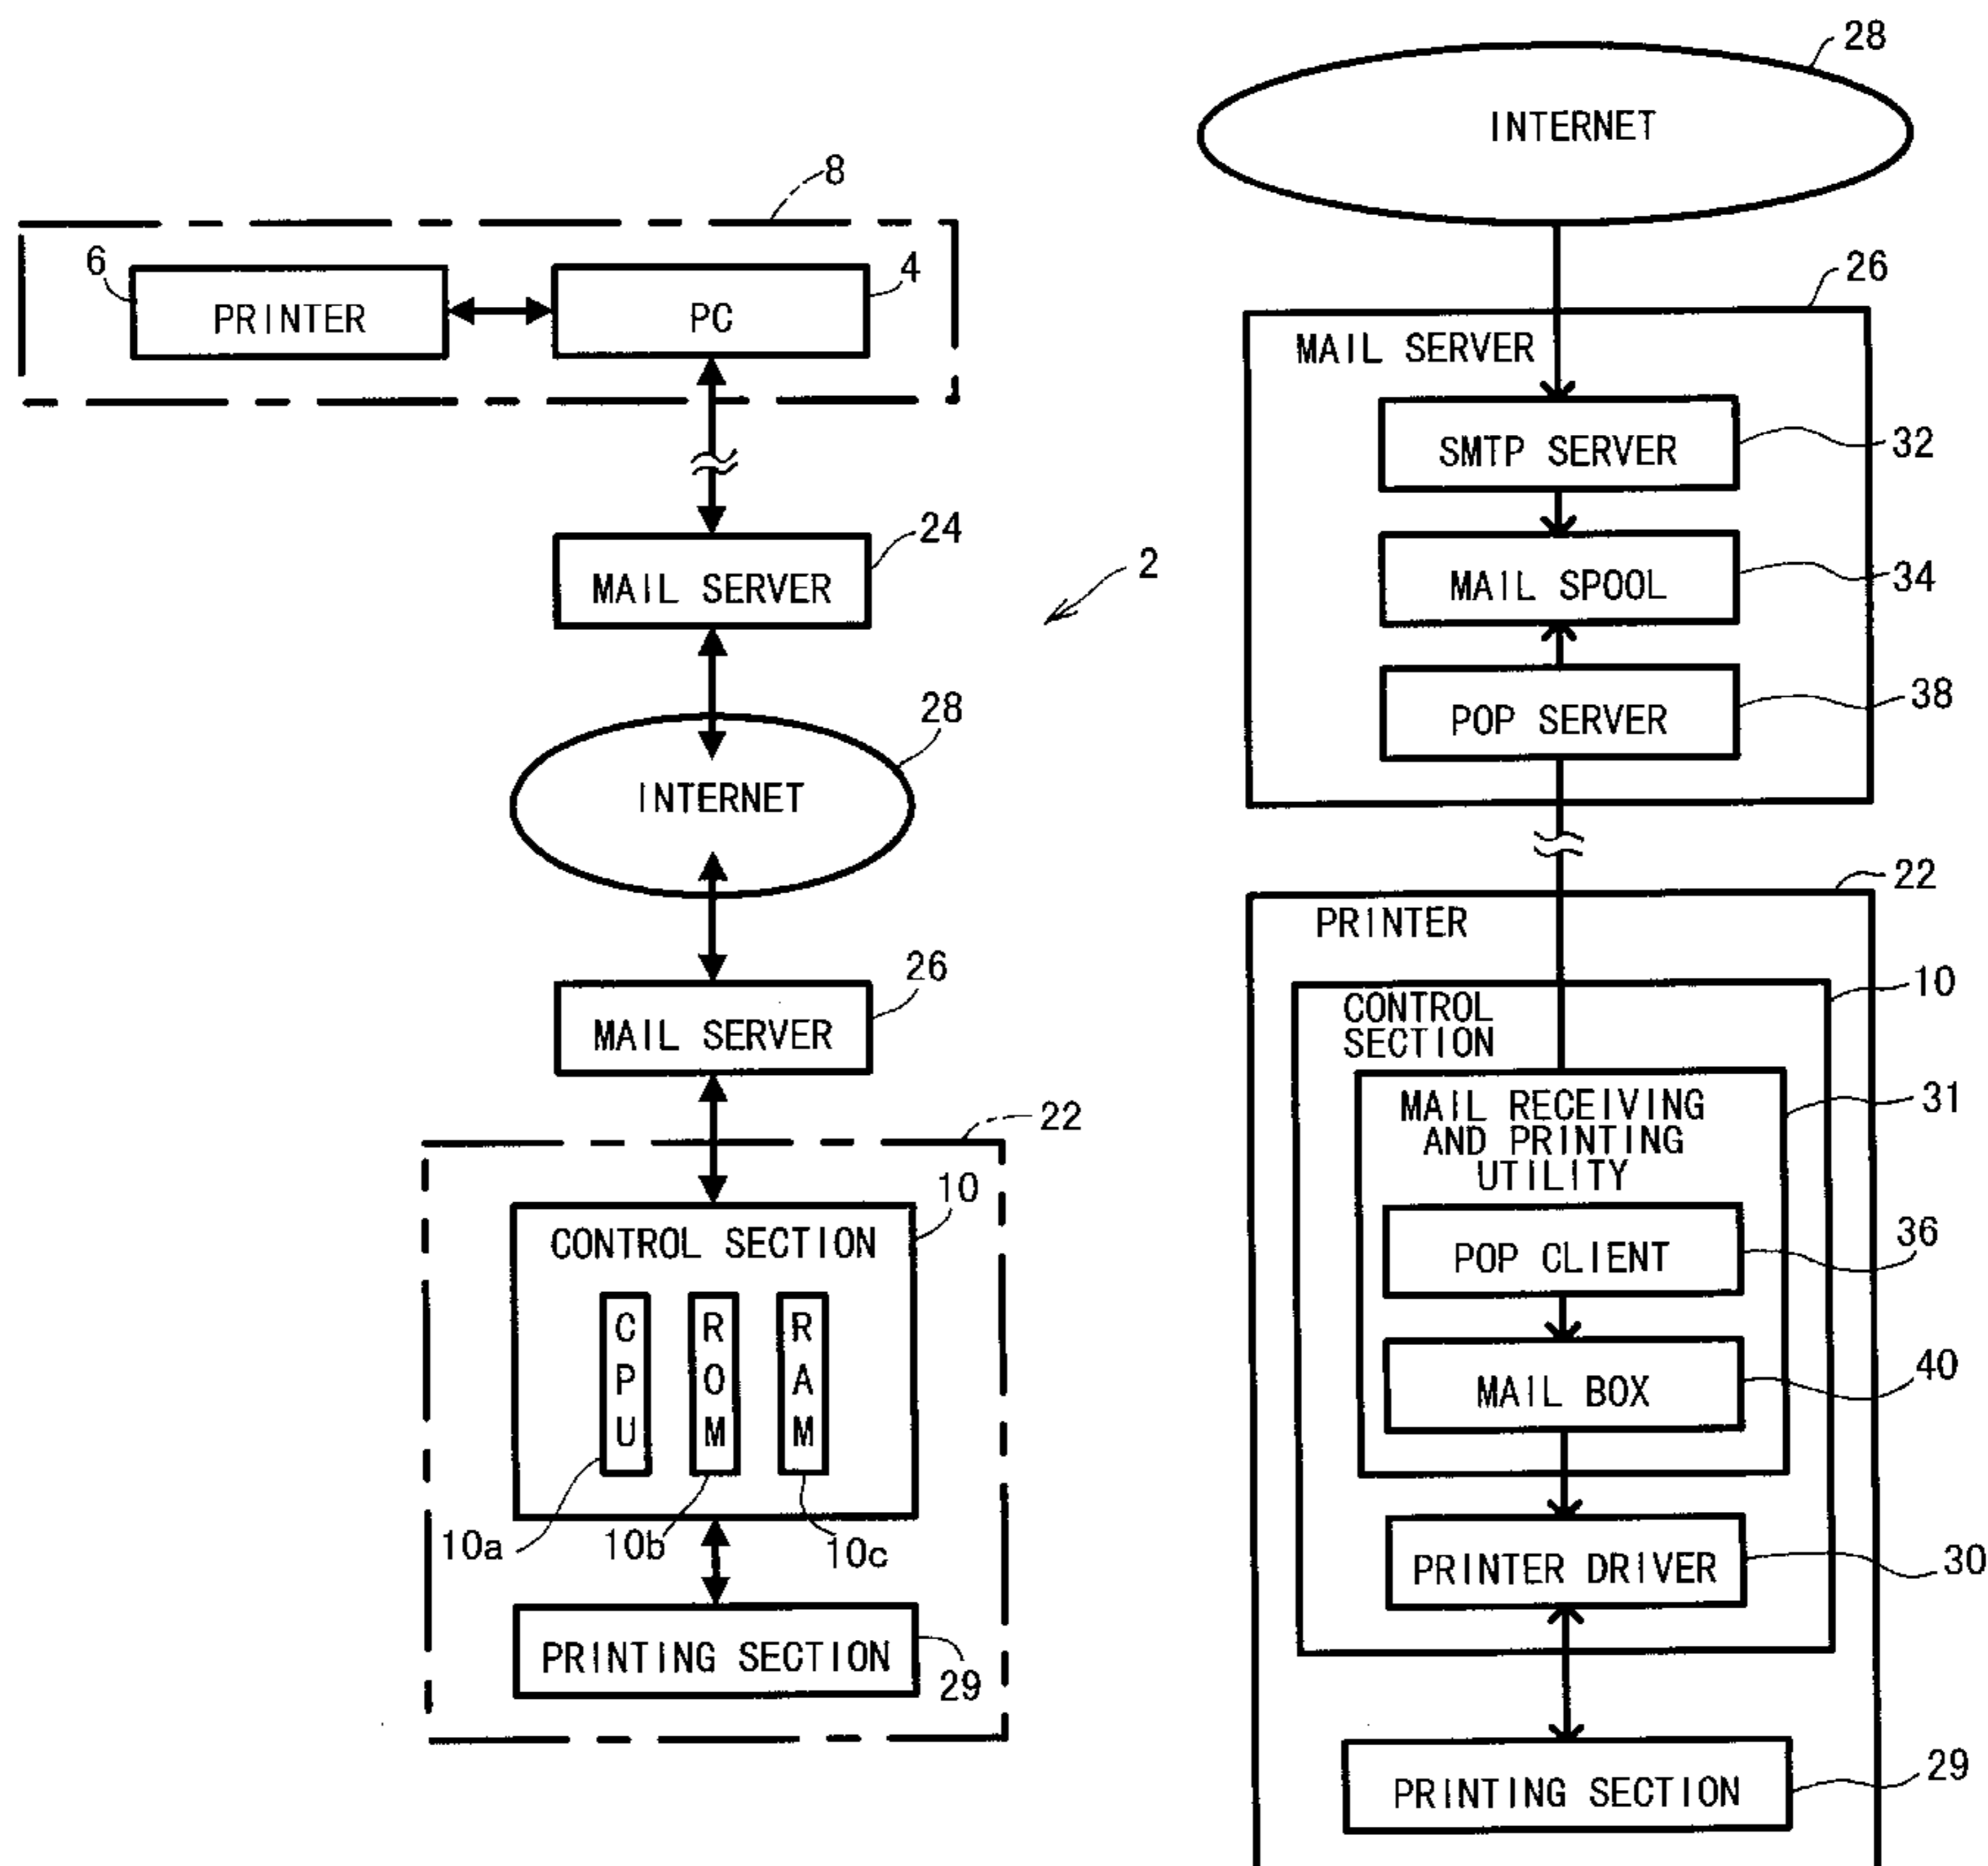 8
6
PRINTER
PC
4
24
MAIL SERVER
2
28
INTERNET
26
MAIL SERVER
22
10
CONTROL SECTION
CPU
ROM
RAM
10a
10b
10c
PRINTING SECTION
29
28
INTERNET
26
MAIL SERVER
SMTP SERVER
32
MAIL SPOOL
34
POP SERVER
38
22
PRINTER
10
CONTROL
SECTION
31
MAIL RECEIVING
AND PRINTING
UTILITY
POP CLIENT
36
MAIL BOX
40
PRINTER DRIVER
30
PRINTING SECTION
29